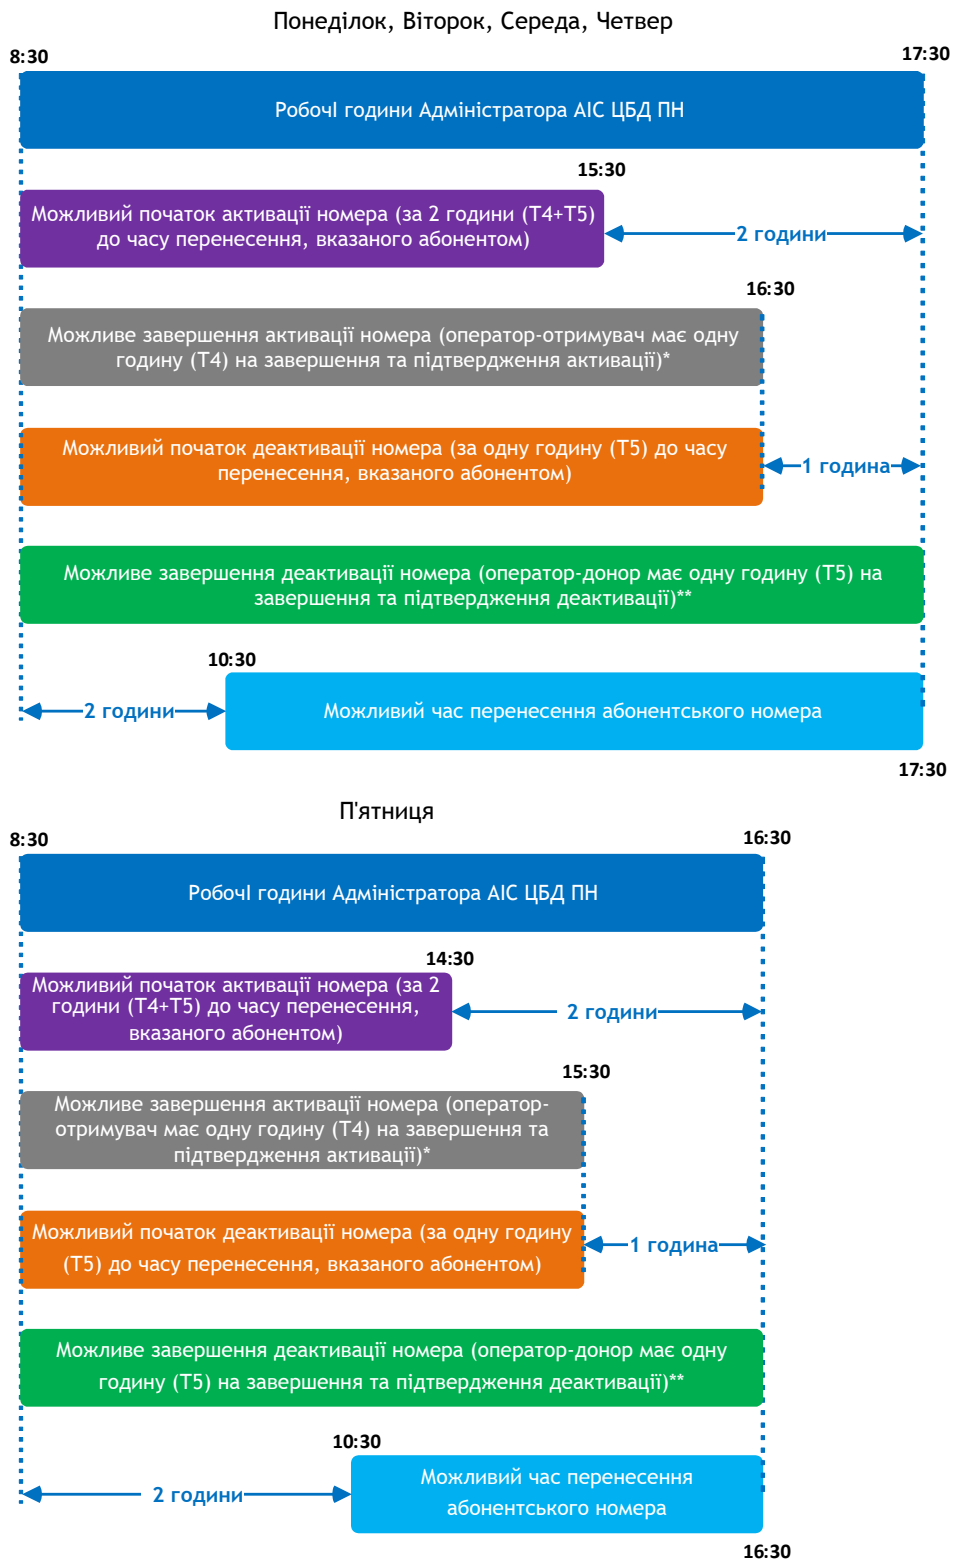 Понеділок, Віторок, Середа, Четвер
8:30
17:30
РобочІ години Адміністратора АІС ЦБД ПН
15:30
Можливий початок активації номера (за 2 години (Т4+Т5)
до часу перенесення, вказаного абонентом)
2 години
16:30
Можливе завершення активації номера (оператор-отримувач має одну
годину (Т4) на завершення та підтвердження активації)*
Можливий початок деактивації номера (за одну годину (Т5) до часу
перенесення, вказаного абонентом)
1 година
Можливе завершення деактивації номера (оператор-донор має одну годину (Т5) на
завершення та підтвердження деактивації)**
10:30
2 години
Можливий час перенесення абонентського номера
17:30
П'ятниця
8:30
16:30
РобочІ години Адміністратора АІС ЦБД ПН
14:30
Можливий початок активації номера (за 2
години (Т4+Т5) до часу перенесення,
вказаного абонентом)
2 години
15:30
Можливе завершення активації номера (оператор-
отримувач має одну годину (Т4) на завершення та
підтвердження активації)*
Можливий початок деактивації номера (за одну годину
(Т5) до часу перенесення, вказаного абонентом)
1 година
Можливе завершення деактивації номера (оператор-донор має одну
годину (Т5) на завершення та підтвердження деактивації)**
10:30
2 години
Можливий час перенесення
абонентського номера
16:30